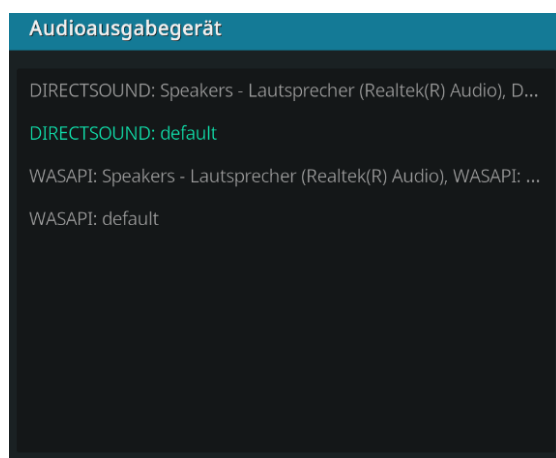 Audioausgabegerät
DIRECTSOUND: Speakers - Lautsprecher (Realtek(R) Audio), D...
DIRECTSOUND: default
WASAPI: Speakers - Lautsprecher (Realtek(R) Audio), WASAPI: ...
WASAPI: default